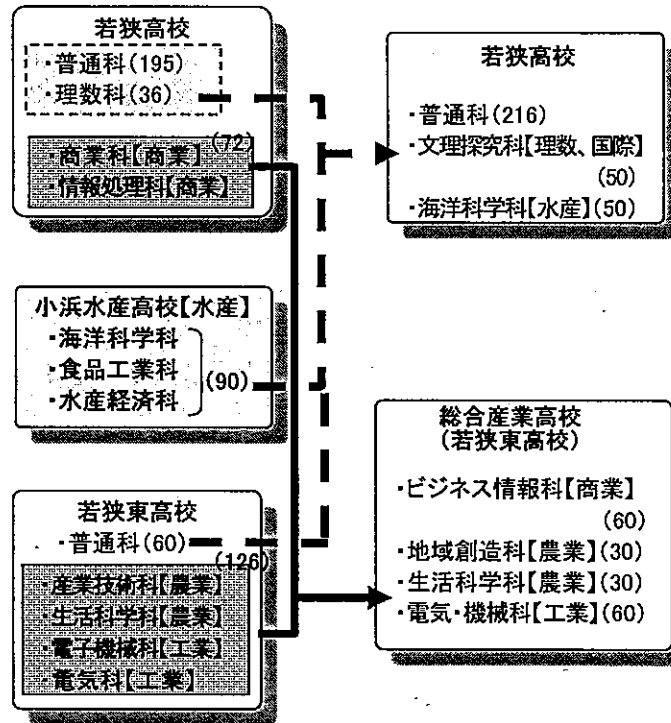 若狭高校
・普通科(195)
・理数科(36)
(72)
・商業科【商業】
・情報処理科【商業】
小浜水産高校【水産】
・海洋科学科
・食品工業科
・水産経済科
(90)
若狭東高校
・普通科(60)
(126)
・産業技術科【農業】
・生活科学科【農業】
・電子機械科【工業】
・電気科【工業】
若狭高校
・普通科(216)
・文理探究科【理数、国際】
(50)
・海洋科学科【水産】(50)
総合産業高校
(若狭東高校)
・ビジネス情報科【商業】
(60)
・地域創造科【農業】(30)
・生活科学科【農業】(30)
・電気・機械科【工業】(60)